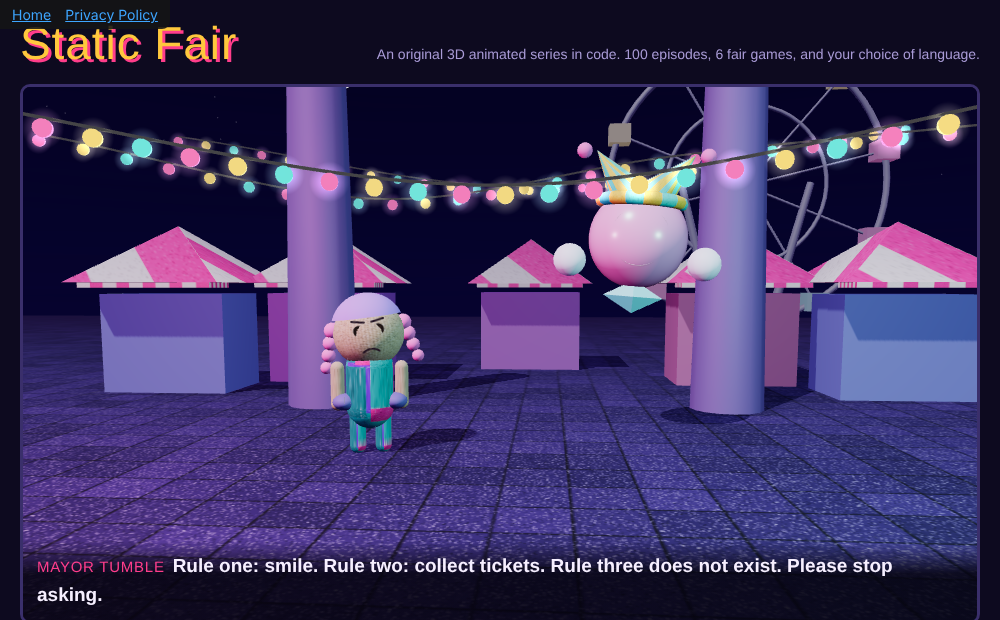 Home Privacy Policy
Static Fair
An original 3D animated series in code. 100 episodes, 6 fair games, and your choice of language.
MAYOR TUMBLE Rule one: smile. Rule two: collect tickets. Rule three does not exist. Please stop
asking.